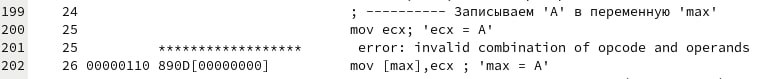 199 24 ; ---------- Записываем 'A' в переменную 'max'
200 25 mov ecx; 'ecx = A'
201 25 ****************** error: invalid combination of opcode and operands
202 26 00000110 890D[00000000] mov [max],ecx ; 'max = A'